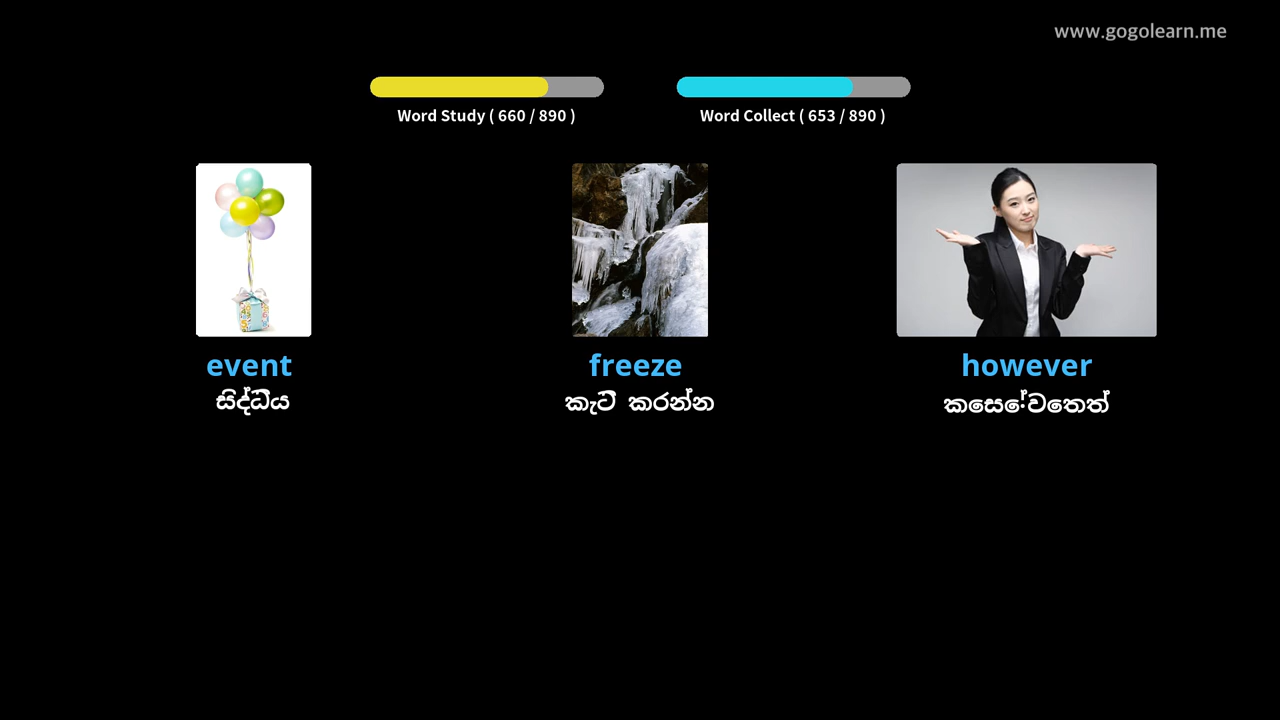 www.gogolearn.me
Word Study ( 660 / 890 )
Word Collect ( 653 / 890 )
event
freeze
however
සිද්ධිය
කැටි කරන්න
කෙසේවෙතත්